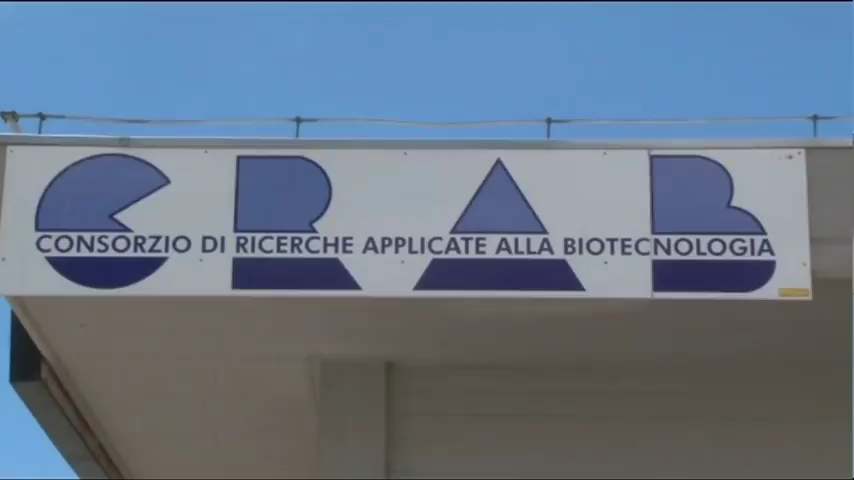 CRAB
CONSORZIO DI RICERCHE APPLICATE ALLA BIOTECNOLOGIA